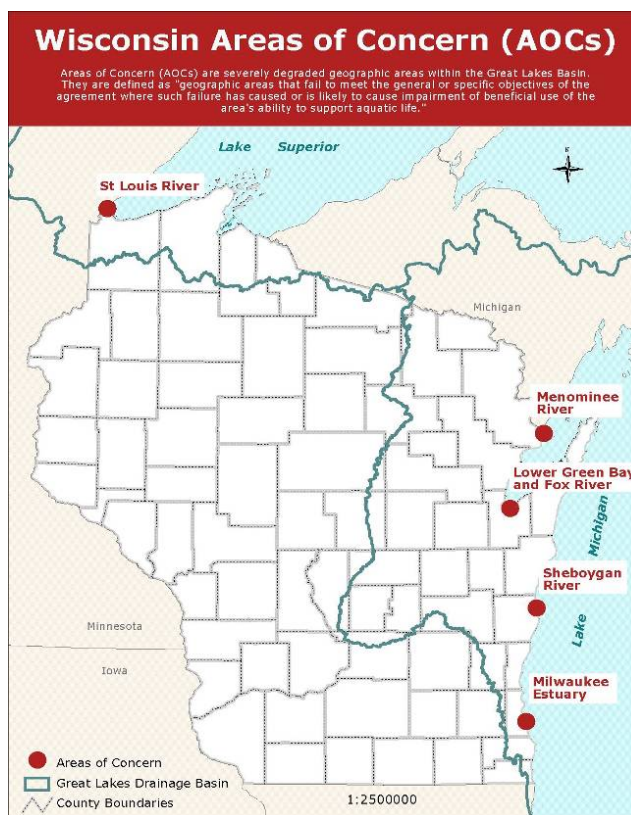 Wisconsin Areas of Concern (AOCs)
Areas of Concern (AOCs) are severely degraded geographic areas within the Great Lakes Basin.
They are defined as "geographic areas that fail to meet the general or specific objectives of the
agreement where such failure has caused or is likely to cause impairment of beneficial use of the
area's ability to support aquatic life."
Lake Superior
St Louis River
Michigan
Menominee
River
Lower Green Bay
and Fox River
Lake Michigan
Sheboygan
River
Minnesota
Iowa
Milwaukee
Estuary
Areas of Concern
Great Lakes Drainage Basin
County Boundaries
1:2500000